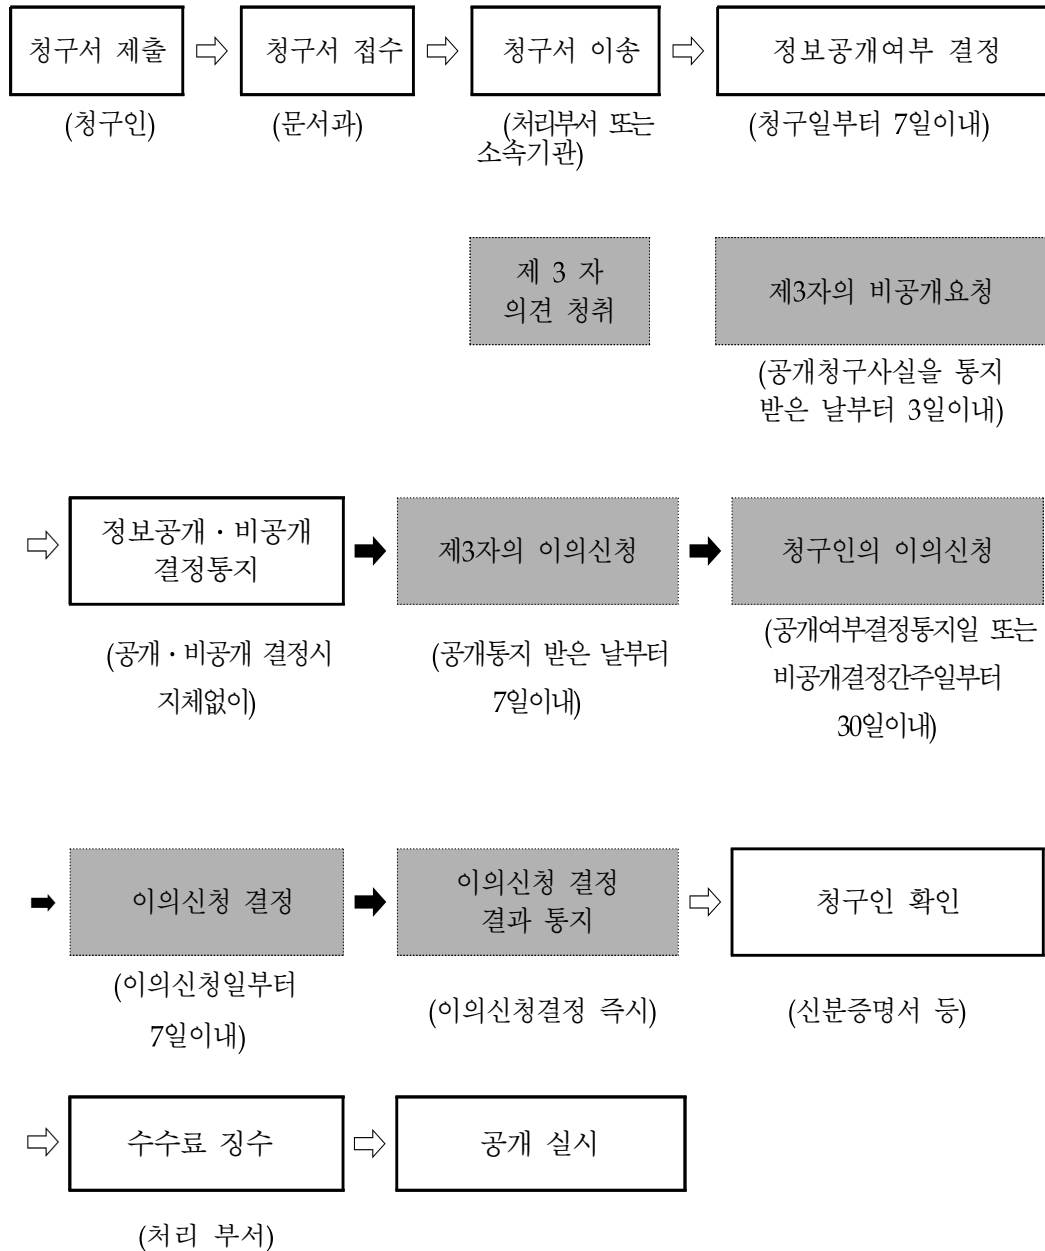 청구서 제출 ⇨ 청구서 접수 ⇨ 청구서 이송 ⇨ 정보공개여부 결정
(청구인) (문서과) (처리부서 또는 (청구일부터 7일이내)
소속기관)
제 3 자
의견 청취
제3자의 비공개요청
(공개청구사실을 통지
받은 날부터 3일이내)
⇨ 정보공개·비공개
결정통지
➡ 제3자의 이의신청 ➡ 청구인의 이의신청
(공개·비공개 결정시
지체없이)
(공개통지 받은 날부터
7일이내)
(공개여부결정통지일 또는
비공개결정간주일부터
30일이내)
➡ 이의신청 결정 ➡ 이의신청 결정
결과 통지
⇨ 청구인 확인
(이의신청일부터
7일이내)
(이의신청결정 즉시)
(신분증명서 등)
⇨ 수수료 징수 ⇨ 공개 실시
(처리 부서)